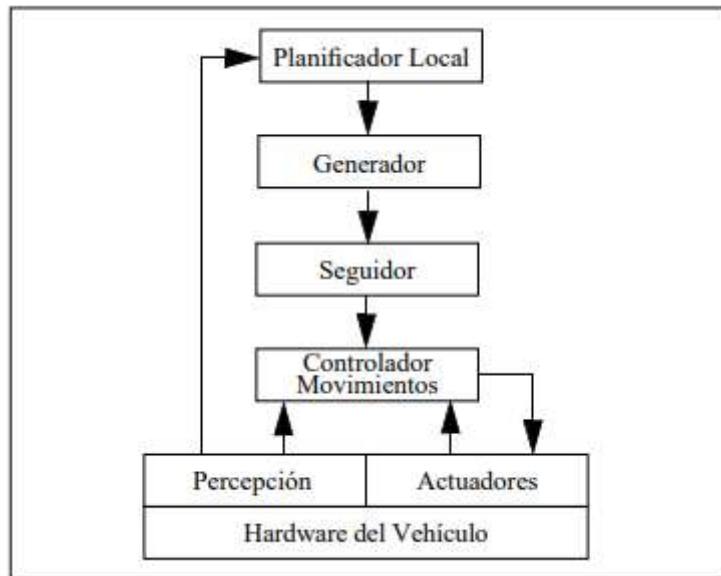 Planificador Local
Generador
Seguidor
Controlador
Movimientos
Percepción
Actuadores
Hardware del Vehículo